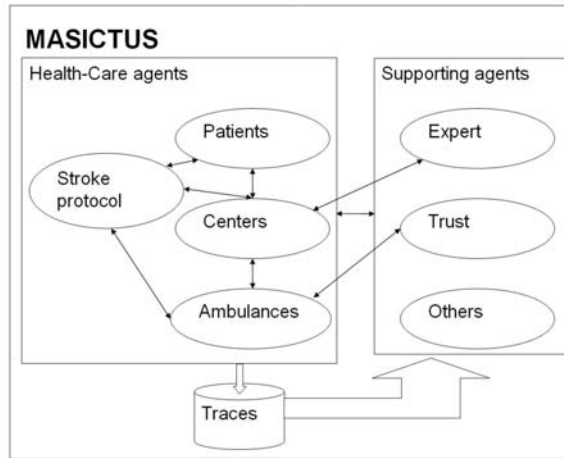 MASICTUS
Health-Care agents
Patients
Stroke
protocol
Centers
Ambulances
Supporting agents
Expert
Trust
Others
Traces